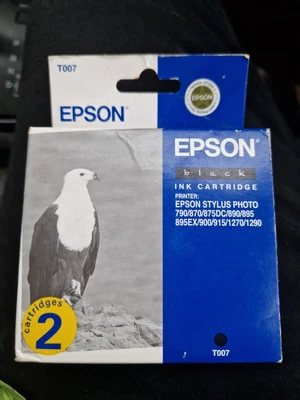 T007
EPSON®
EPSON
EPSON®
black
INK CARTRIDGE
PRINTER:
EPSON STYLUS PHOTO
790/870/875DC/890/895
895EX/900/915/1270/1290
cartridges
2
T007